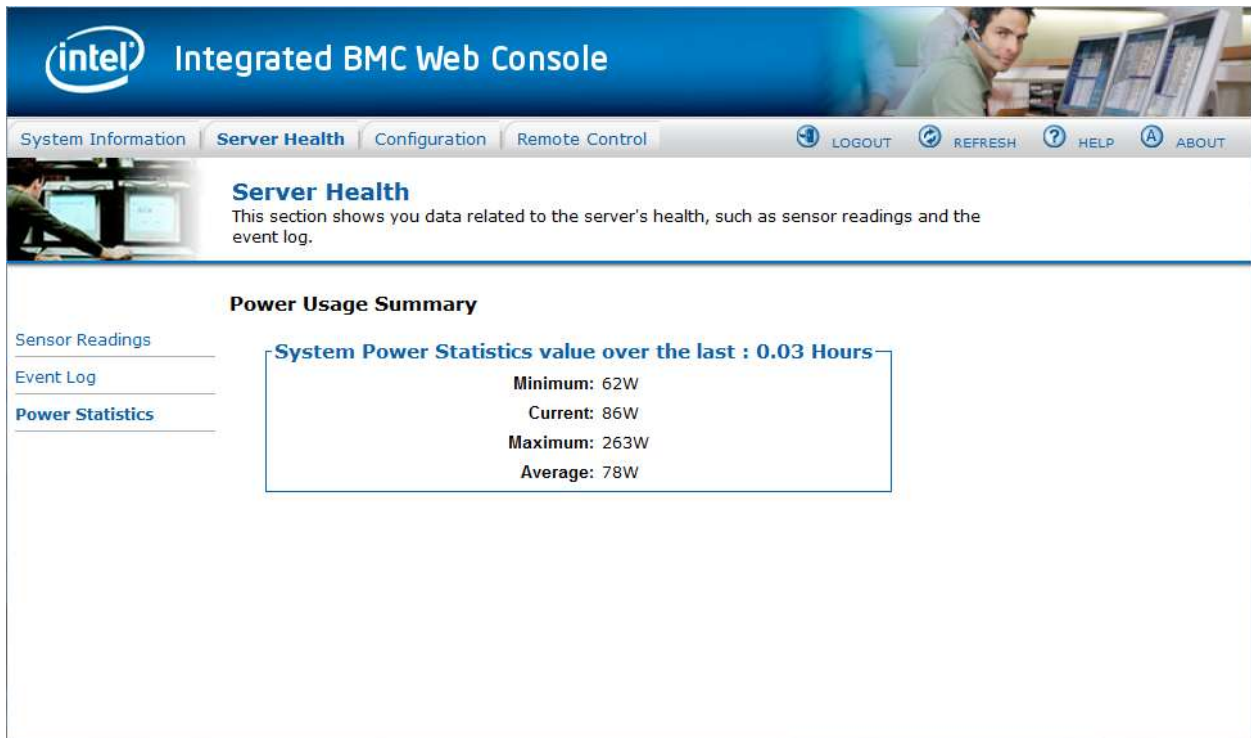 intel Integrated BMC Web Console
System Information Server Health Configuration Remote Control LOGOUT REFRESH ? HELP A ABOUT
Server Health
This section shows you data related to the server's health, such as sensor readings and the
event log.
Power Usage Summary
Sensor Readings
Event Log
Power Statistics
System Power Statistics value over the last : 0.03 Hours
Minimum: 62W
Current: 86W
Maximum: 263W
Average: 78W